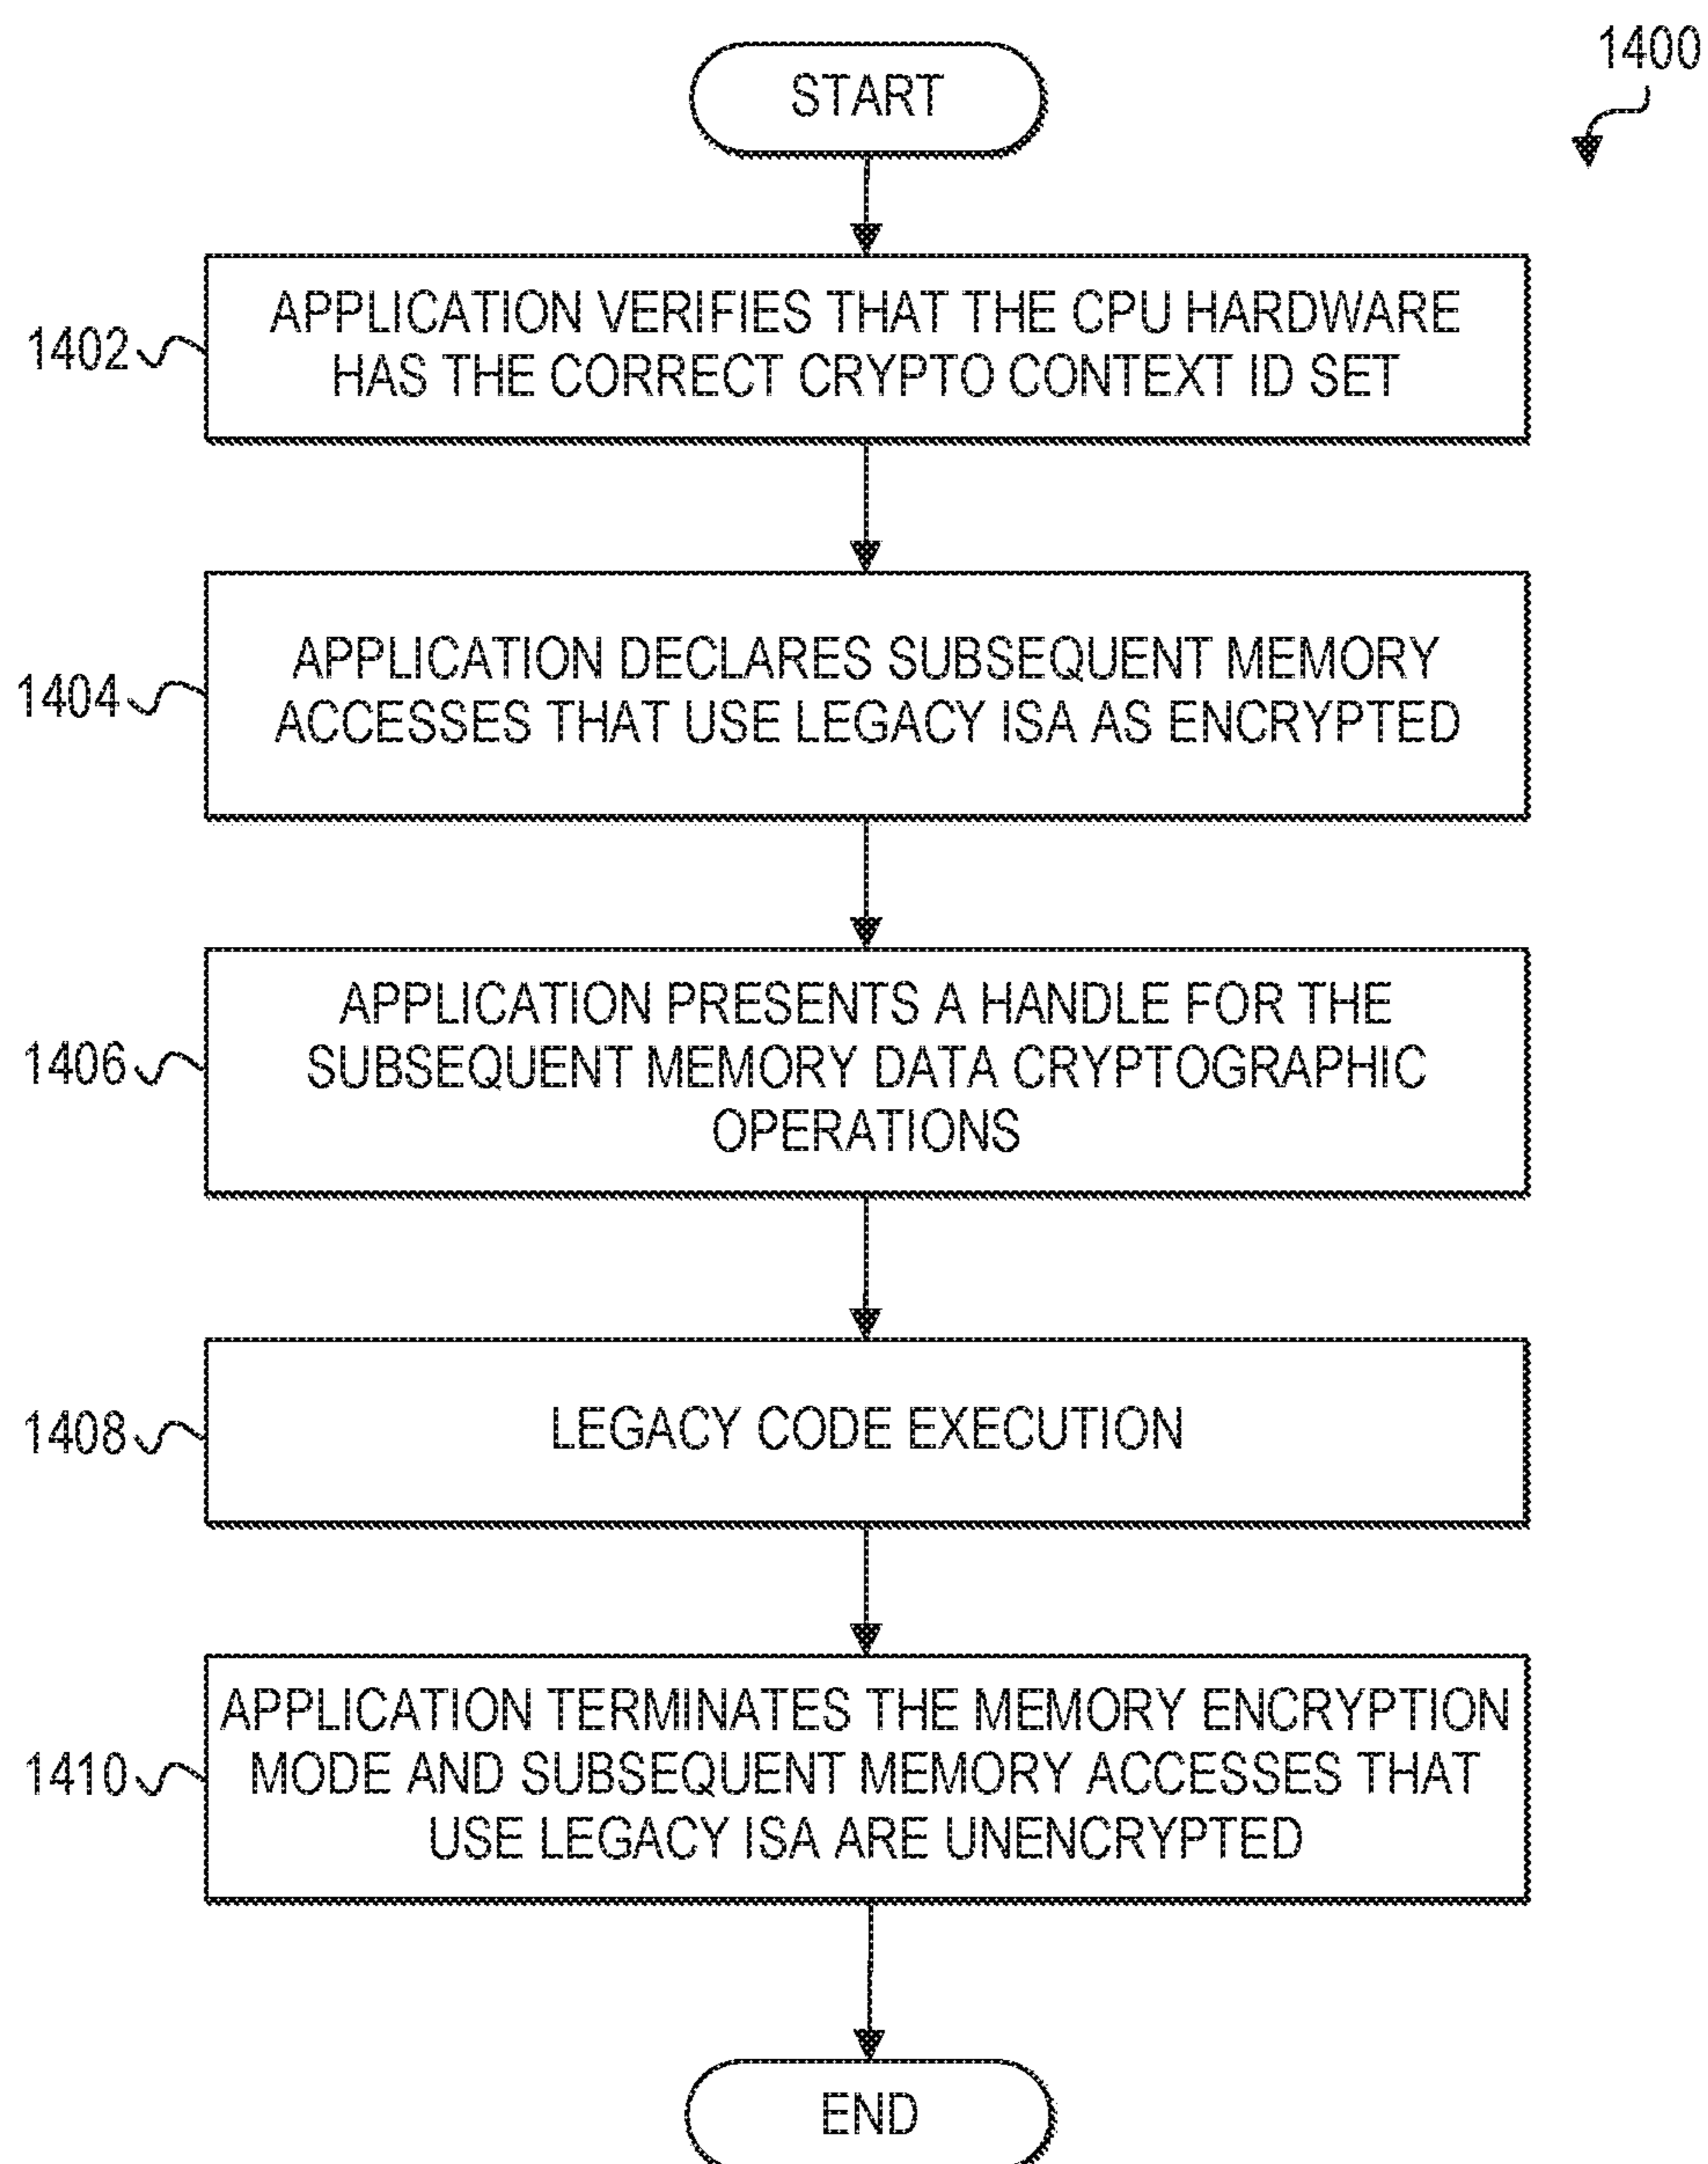 1400
START
1402
APPLICATION VERIFIES THAT THE CPU HARDWARE
HAS THE CORRECT CRYPTO CONTEXT ID SET
1404
APPLICATION DECLARES SUBSEQUENT MEMORY
ACCESSES THAT USE LEGACY ISA AS ENCRYPTED
1406
APPLICATION PRESENTS A HANDLE FOR THE
SUBSEQUENT MEMORY DATA CRYPTOGRAPHIC
OPERATIONS
1408
LEGACY CODE EXECUTION
1410
APPLICATION TERMINATES THE MEMORY ENCRYPTION
MODE AND SUBSEQUENT MEMORY ACCESSES THAT
USE LEGACY ISA ARE UNENCRYPTED
END